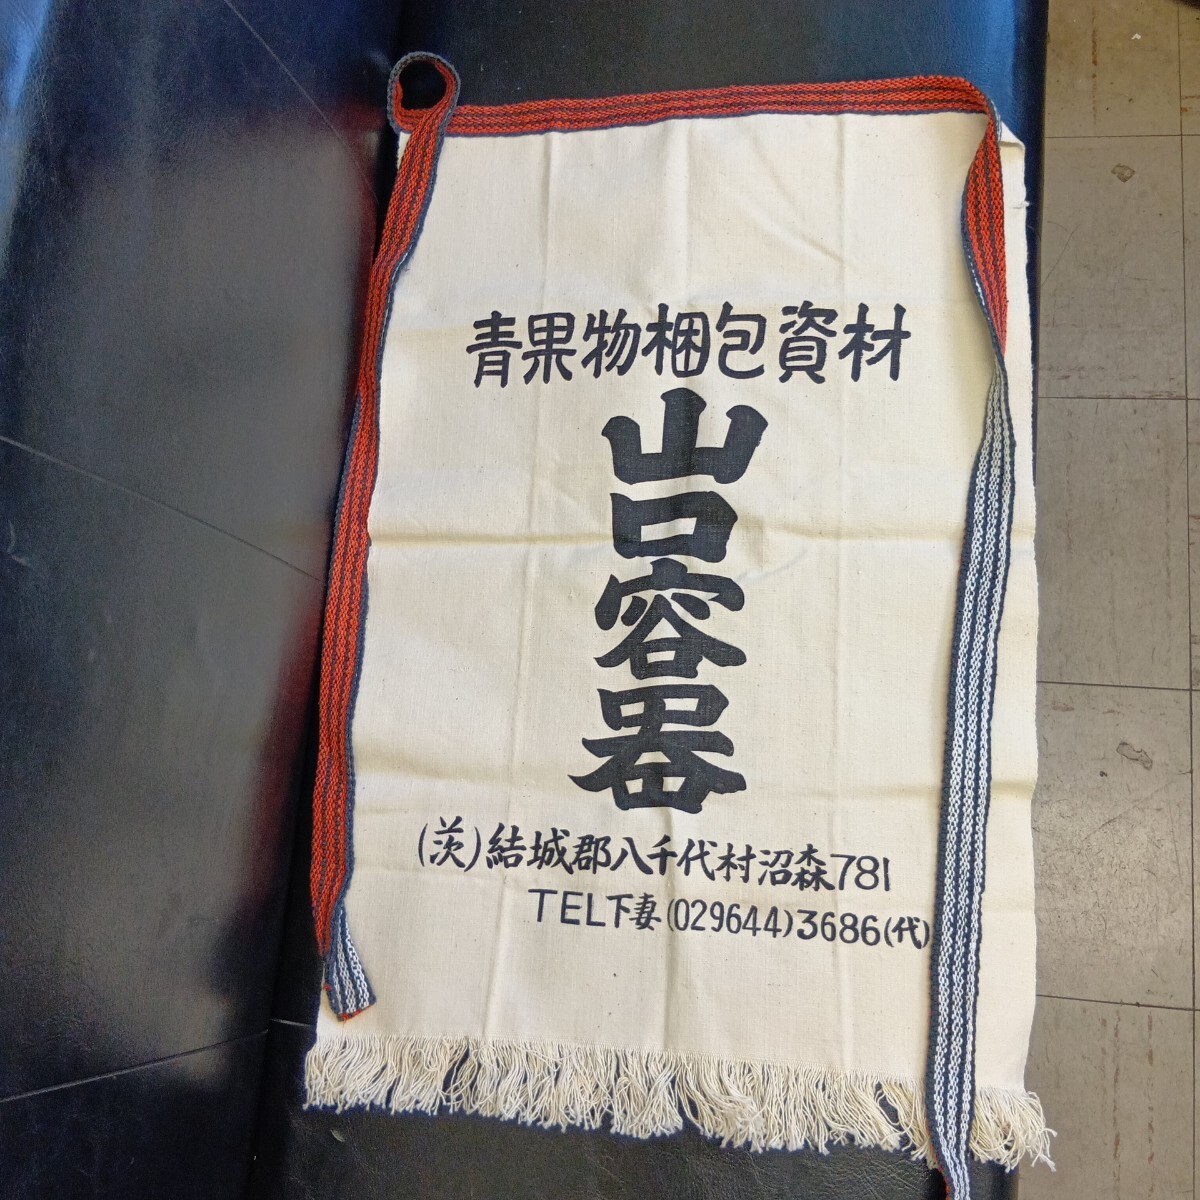 青果物梱包資材
山口容器
(茨)結城郡八千代村沼森781
TEL下妻(029644)3686(代)